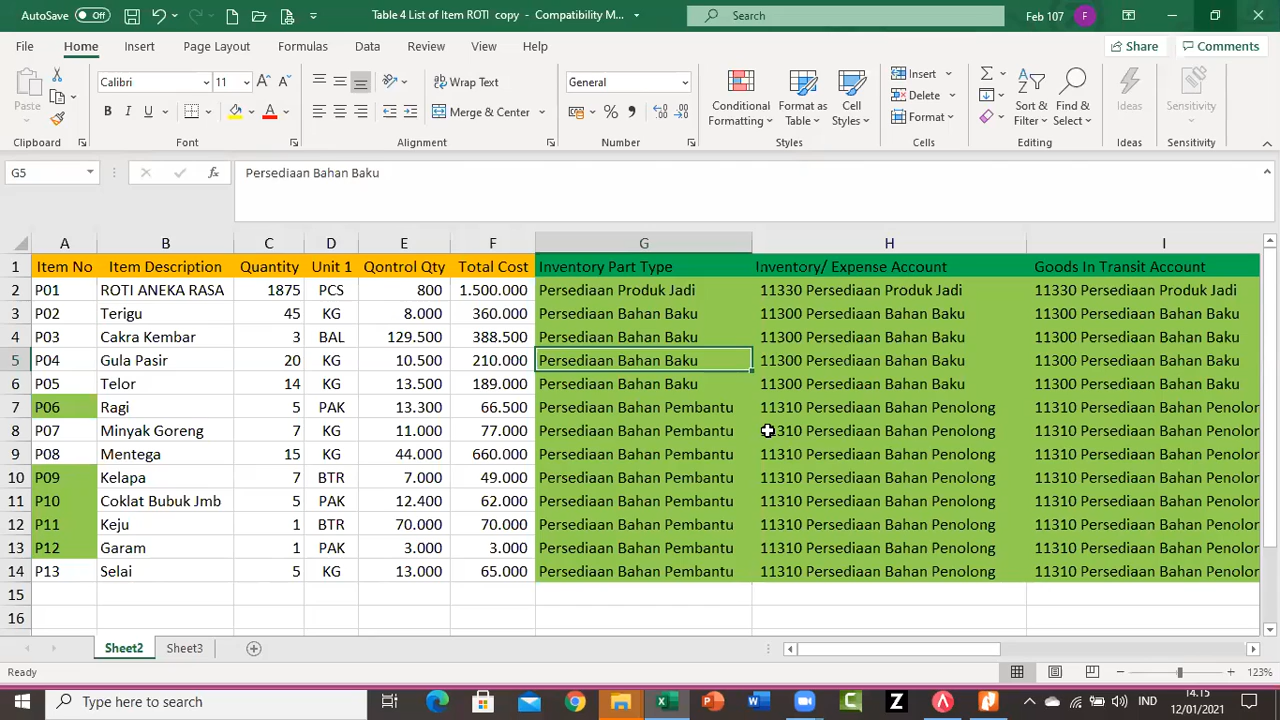 AutoSave Off Table 4 List of Item ROTI copy - Compatibility M... Search Feb 107 F
File Home Insert Page Layout Formulas Data Review View Help Share Comments
Paste Calibri 11 Wrap Text General Conditional Formatting Format as Table Cell Styles Insert Sort & Filter Find & Select Ideas Sensitivity
B I U Merge & Center Delete
Format
Clipboard Font Alignment Number Styles Cells Editing Ideas Sensitivity
G5 fx Persediaan Bahan Baku
A B C D E F G H I
1 Item No Item Description Quantity Unit 1 Qontrol Qty Total Cost Inventory Part Type Inventory/ Expense Account Goods In Transit Account
2 P01 ROTI ANEKA RASA 1875 PCS 800 1.500.000 Persediaan Produk Jadi 11330 Persediaan Produk Jadi 11330 Persediaan Produk Jadi
3 P02 Terigu 45 KG 8.000 360.000 Persediaan Bahan Baku 11300 Persediaan Bahan Baku 11300 Persediaan Bahan Baku
4 P03 Cakra Kembar 3 BAL 129.500 388.500 Persediaan Bahan Baku 11300 Persediaan Bahan Baku 11300 Persediaan Bahan Baku
5 P04 Gula Pasir 20 KG 10.500 210.000 Persediaan Bahan Baku 11300 Persediaan Bahan Baku 11300 Persediaan Bahan Baku
6 P05 Telor 14 KG 13.500 189.000 Persediaan Bahan Baku 11300 Persediaan Bahan Baku 11300 Persediaan Bahan Baku
7 P06 Ragi 5 PAK 13.300 66.500 Persediaan Bahan Pembantu 11310 Persediaan Bahan Penolong 11310 Persediaan Bahan Penolor
8 P07 Minyak Goreng 7 KG 11.000 77.000 Persediaan Bahan Pembantu 11310 Persediaan Bahan Penolong 11310 Persediaan Bahan Penolor
9 P08 Mentega 15 KG 44.000 660.000 Persediaan Bahan Pembantu 11310 Persediaan Bahan Penolong 11310 Persediaan Bahan Penolor
10 P09 Kelapa 7 BTR 7.000 49.000 Persediaan Bahan Pembantu 11310 Persediaan Bahan Penolong 11310 Persediaan Bahan Penolor
11 P10 Coklat Bubuk Jmb 5 PAK 12.400 62.000 Persediaan Bahan Pembantu 11310 Persediaan Bahan Penolong 11310 Persediaan Bahan Penolor
12 P11 Keju 1 BTR 70.000 70.000 Persediaan Bahan Pembantu 11310 Persediaan Bahan Penolong 11310 Persediaan Bahan Penolor
13 P12 Garam 1 PAK 3.000 3.000 Persediaan Bahan Pembantu 11310 Persediaan Bahan Penolong 11310 Persediaan Bahan Penolor
14 P13 Selai 5 KG 13.000 65.000 Persediaan Bahan Pembantu 11310 Persediaan Bahan Penolong 11310 Persediaan Bahan Penolor
15
16
Sheet2 Sheet3
Ready 123%
Type here to search IND 14.15
12/01/2021